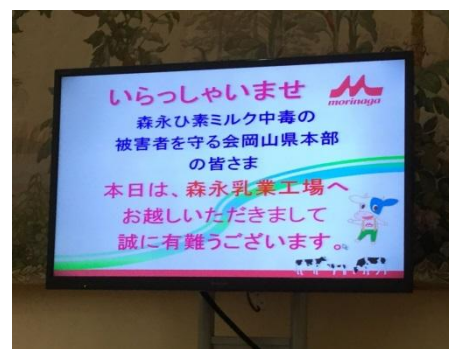 いらっしゃいませ
morinaga
森永ひ素ミルク中毒の
被害者を守る会岡山県本部
の皆さま
本日は、森永乳業工場へ
お越しいただきまして
誠に有難うございます。